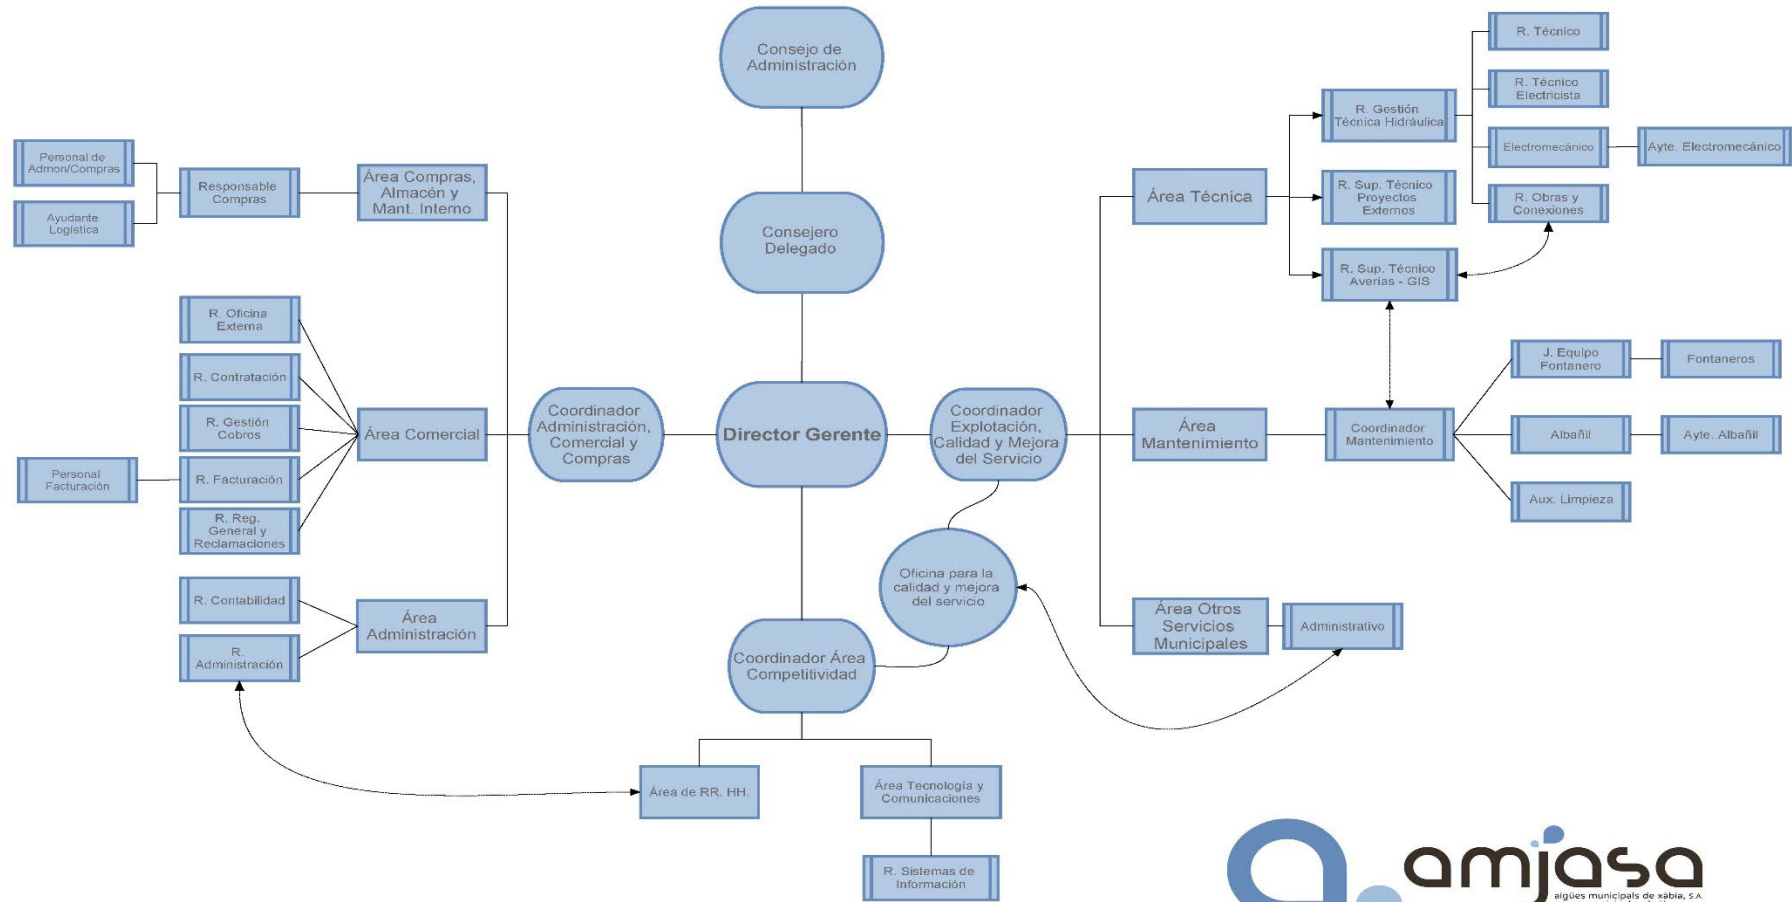 Consejo de
Administración
Consejero
Delegado
Director Gerente
Coordinador
Administración,
Comercial y
Compras
Coordinador
Explotación,
Calidad y Mejora
del Servicio
Oficina para la
calidad y mejora
del servicio
Coordinador Área
Competitividad
Área de RR. HH.
Área Tecnología y
Comunicaciones
R. Sistemas de
Información
Área Compras,
Almacén y
Mant. Interno
Responsable
Compras
Personal de
Admon/Compras
Ayudante
Logística
Área Comercial
R. Oficina
Externa
R. Contratación
R. Gestión
Cobros
R. Facturación
Personal
Facturación
R. Reg.
General y
Reclamaciones
Área
Administración
R. Contabilidad
R.
Administración
Área Técnica
R. Gestión
Técnica Hidráulica
R. Técnico
R. Técnico
Electricista
Electromecánico
Ayte. Electromecánico
R. Obras y
Conexiones
R. Sup. Técnico
Proyectos
Externos
R. Sup. Técnico
Averías - GIS
Área
Mantenimiento
Coordinador
Mantenimiento
J. Equipo
Fontanero
Fontaneros
Albañil
Ayte. Albañil
Aux. Limpieza
Área Otros
Servicios
Municipales
Administrativo
amjasa
aigües municipals de xàbia, S.A.